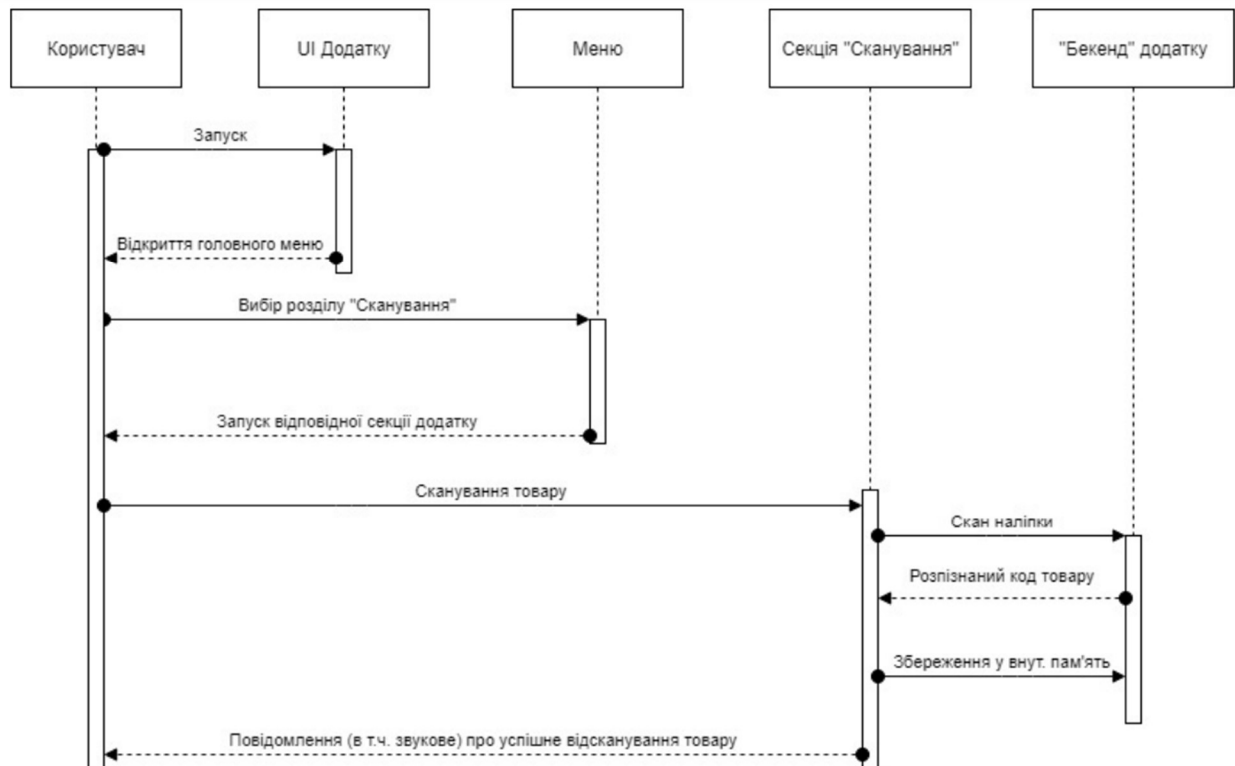 Користувач
UI Додатку
Меню
Секція "Сканування"
"Бекенд" додатку
Запуск
Відкриття головного меню
Вибір розділу "Сканування"
Запуск відповідної секції додатку
Сканування товару
Скан наліпки
Розпізнаний код товару
Збереження у внут. пам'ять
Повідомлення (в т.ч. звукове) про успішне відсканування товару